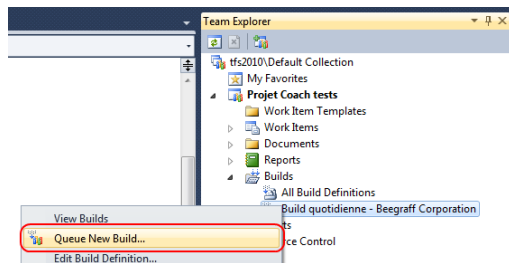 Team Explorer
tfs2010\Default Collection
My Favorites
Projet Coach tests
Work Item Templates
Work Items
Documents
Reports
Builds
All Build Definitions
Build quotidienne - Beegraff Corporation
View Builds
ts
Queue New Build...
rce Control
Edit Build Definition...